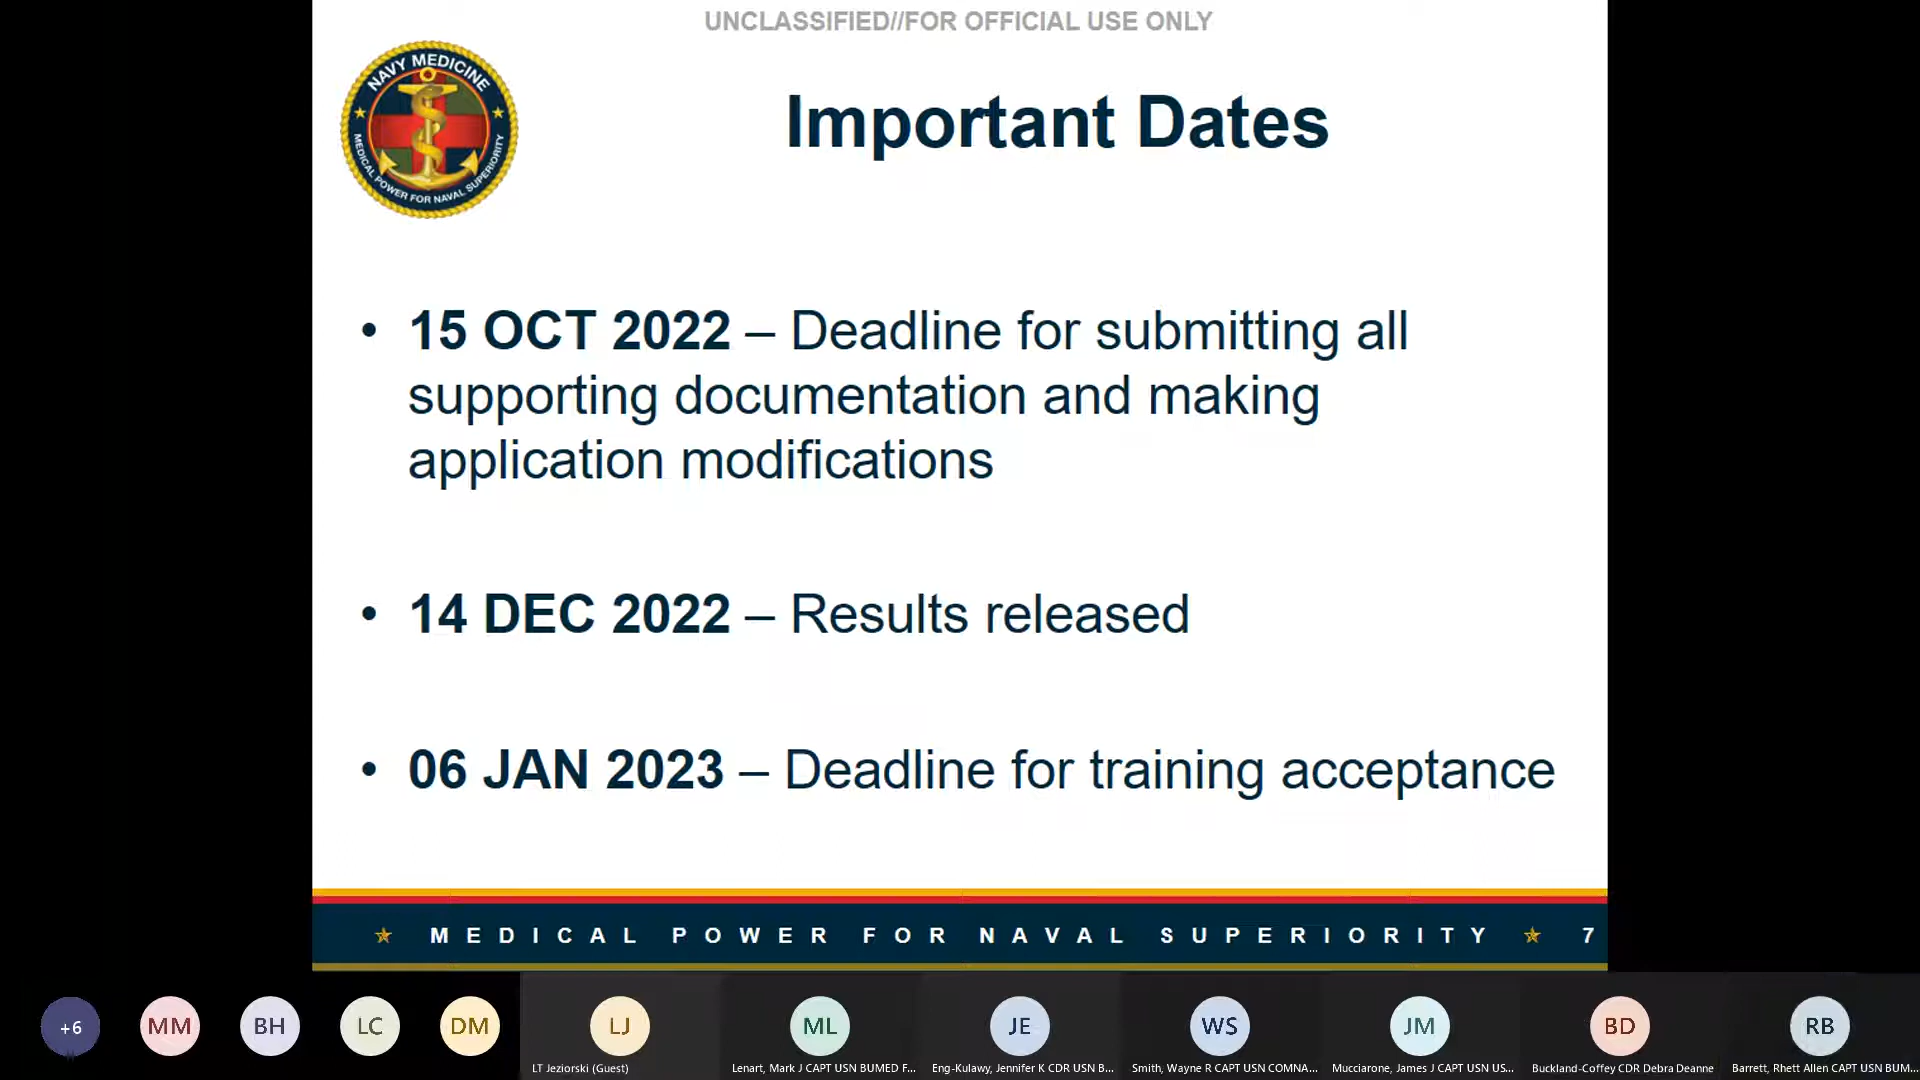 UNCLASSIFIED//FOR OFFICIAL USE ONLY
NAVY MEDICINE
MEDICAL POWER FOR NAVAL SUPERIORITY
Important Dates
• 15 OCT 2022 – Deadline for submitting all
supporting documentation and making
application modifications
• 14 DEC 2022 – Results released
• 06 JAN 2023 – Deadline for training acceptance
MEDICAL POWER FOR NAVAL SUPERIORITY 7
+6 MM BH LC DM LJ ML JE WS JM BD RB
LT Jeziorski (Guest) Lenart, Mark J CAPT USN BUMED F... Eng-Kulawy, Jennifer K CDR USN B... Smith, Wayne R CAPT USN COMNA... Mucciarone, James J CAPT USN US... Buckland-Coffey CDR Debra Deanne Barrett, Rhett Allen CAPT USN BUM...